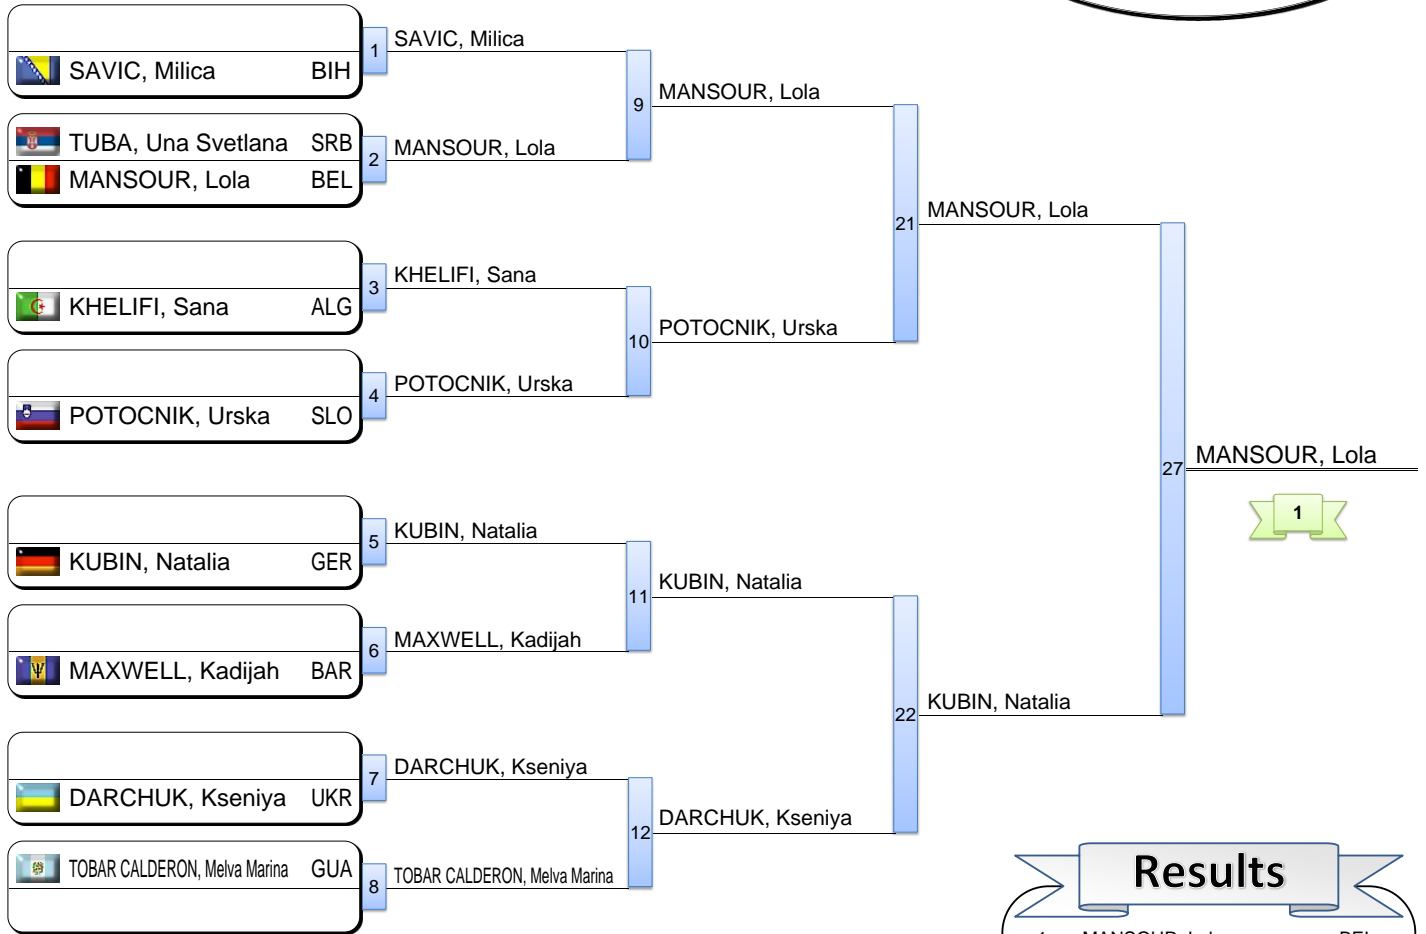 SAVIC, Milica BIH
1 SAVIC, Milica
TUBA, Una Svetlana SRB
MANSOUR, Lola BEL
2 MANSOUR, Lola
9 MANSOUR, Lola
KHELIFI, Sana ALG
3 KHELIFI, Sana
POTOCNIK, Urska SLO
4 POTOCNIK, Urska
10 POTOCNIK, Urska
21 MANSOUR, Lola
KUBIN, Natalia GER
5 KUBIN, Natalia
MAXWELL, Kadijah BAR
6 MAXWELL, Kadijah
11 KUBIN, Natalia
DARCHUK, Kseniya UKR
7 DARCHUK, Kseniya
TOBAR CALDERON, Melva Marina GUA
8 TOBAR CALDERON, Melva Marina
12 DARCHUK, Kseniya
22 KUBIN, Natalia
27 MANSOUR, Lola
1
Results
1 MANSOUR, Lola BEL